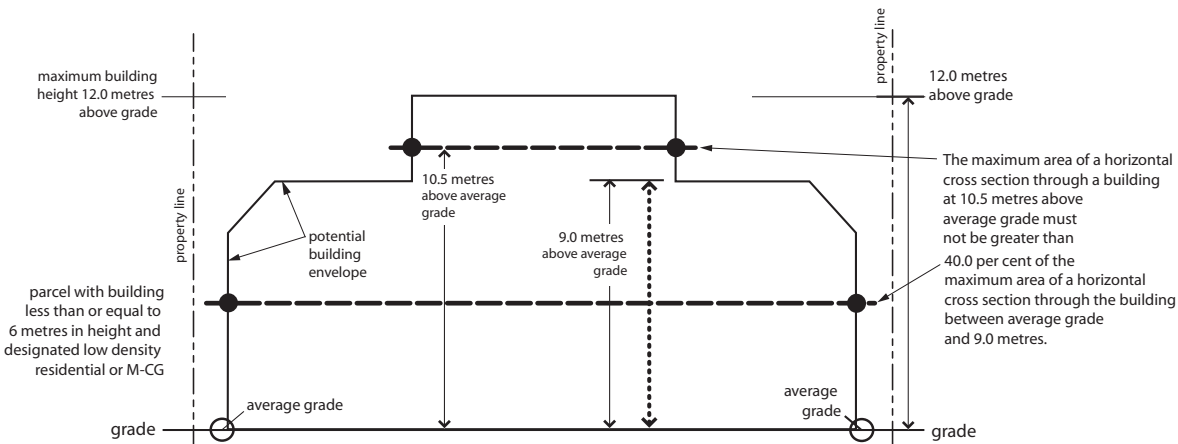 property line
maximum building
height 12.0 metres
above grade
12.0 metres
above grade
property line
10.5 metres
above average
grade
The maximum area of a horizontal
cross section through a building
at 10.5 metres above
average grade must
not be greater than
40.0 per cent of the
maximum area of a horizontal
cross section through the building
between average grade
and 9.0 metres.
potential
building
envelope
9.0 metres
above average
grade
parcel with building
less than or equal to
6 metres in height and
designated low density
residential or M-CG
average grade
average
grade
grade
grade